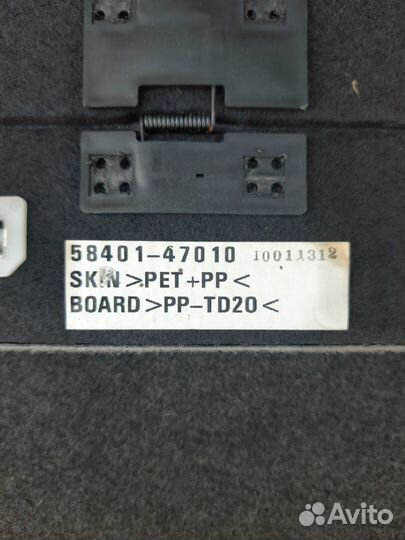 58401-47010 10011312
SKIN >PET+PP<
BOARD>PP-TD20<
Avito